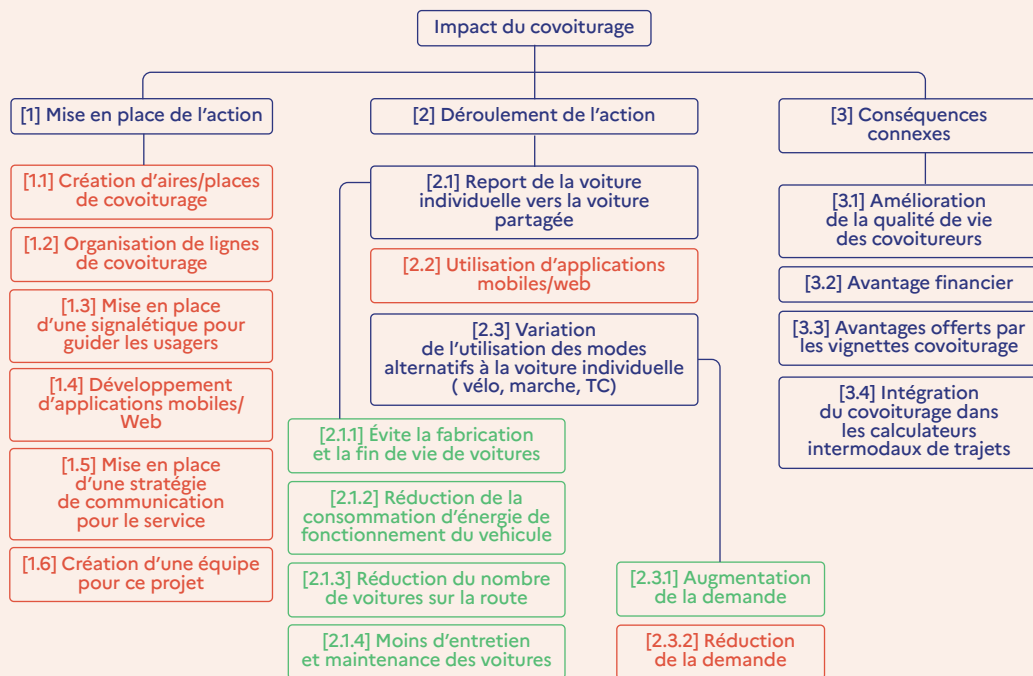 Impact du covoiturage
[1] Mise en place de l’action
[1.1] Création d’aires/places
de covoiturage
[1.2] Organisation de lignes
de covoiturage
[1.3] Mise en place
d’une signalétique pour
guider les usagers
[1.4] Développement
d’applications mobiles/
Web
[1.5] Mise en place
d’une stratégie
de communication
pour le service
[1.6] Création d’une équipe
pour ce projet
[2] Déroulement de l’action
[2.1] Report de la voiture
individuelle vers la voiture
partagée
[2.2] Utilisation d’applications
mobiles/web
[2.3] Variation
de l’utilisation des modes
alternatifs à la voiture individuelle
( vélo, marche, TC)
[2.1.1] Évite la fabrication
et la fin de vie de voitures
[2.1.2] Réduction de la
consommation d’énergie de
fonctionnement du vehicule
[2.1.3] Réduction du nombre
de voitures sur la route
[2.1.4] Moins d’entretien
et maintenance des voitures
[2.3.1] Augmentation
de la demande
[2.3.2] Réduction
de la demande
[3] Conséquences
connexes
[3.1] Amélioration
de la qualité de vie
des covoitureurs
[3.2] Avantage financier
[3.3] Avantages offerts par
les vignettes covoiturage
[3.4] Intégration
du covoiturage dans
les calculateurs
intermodaux de trajets